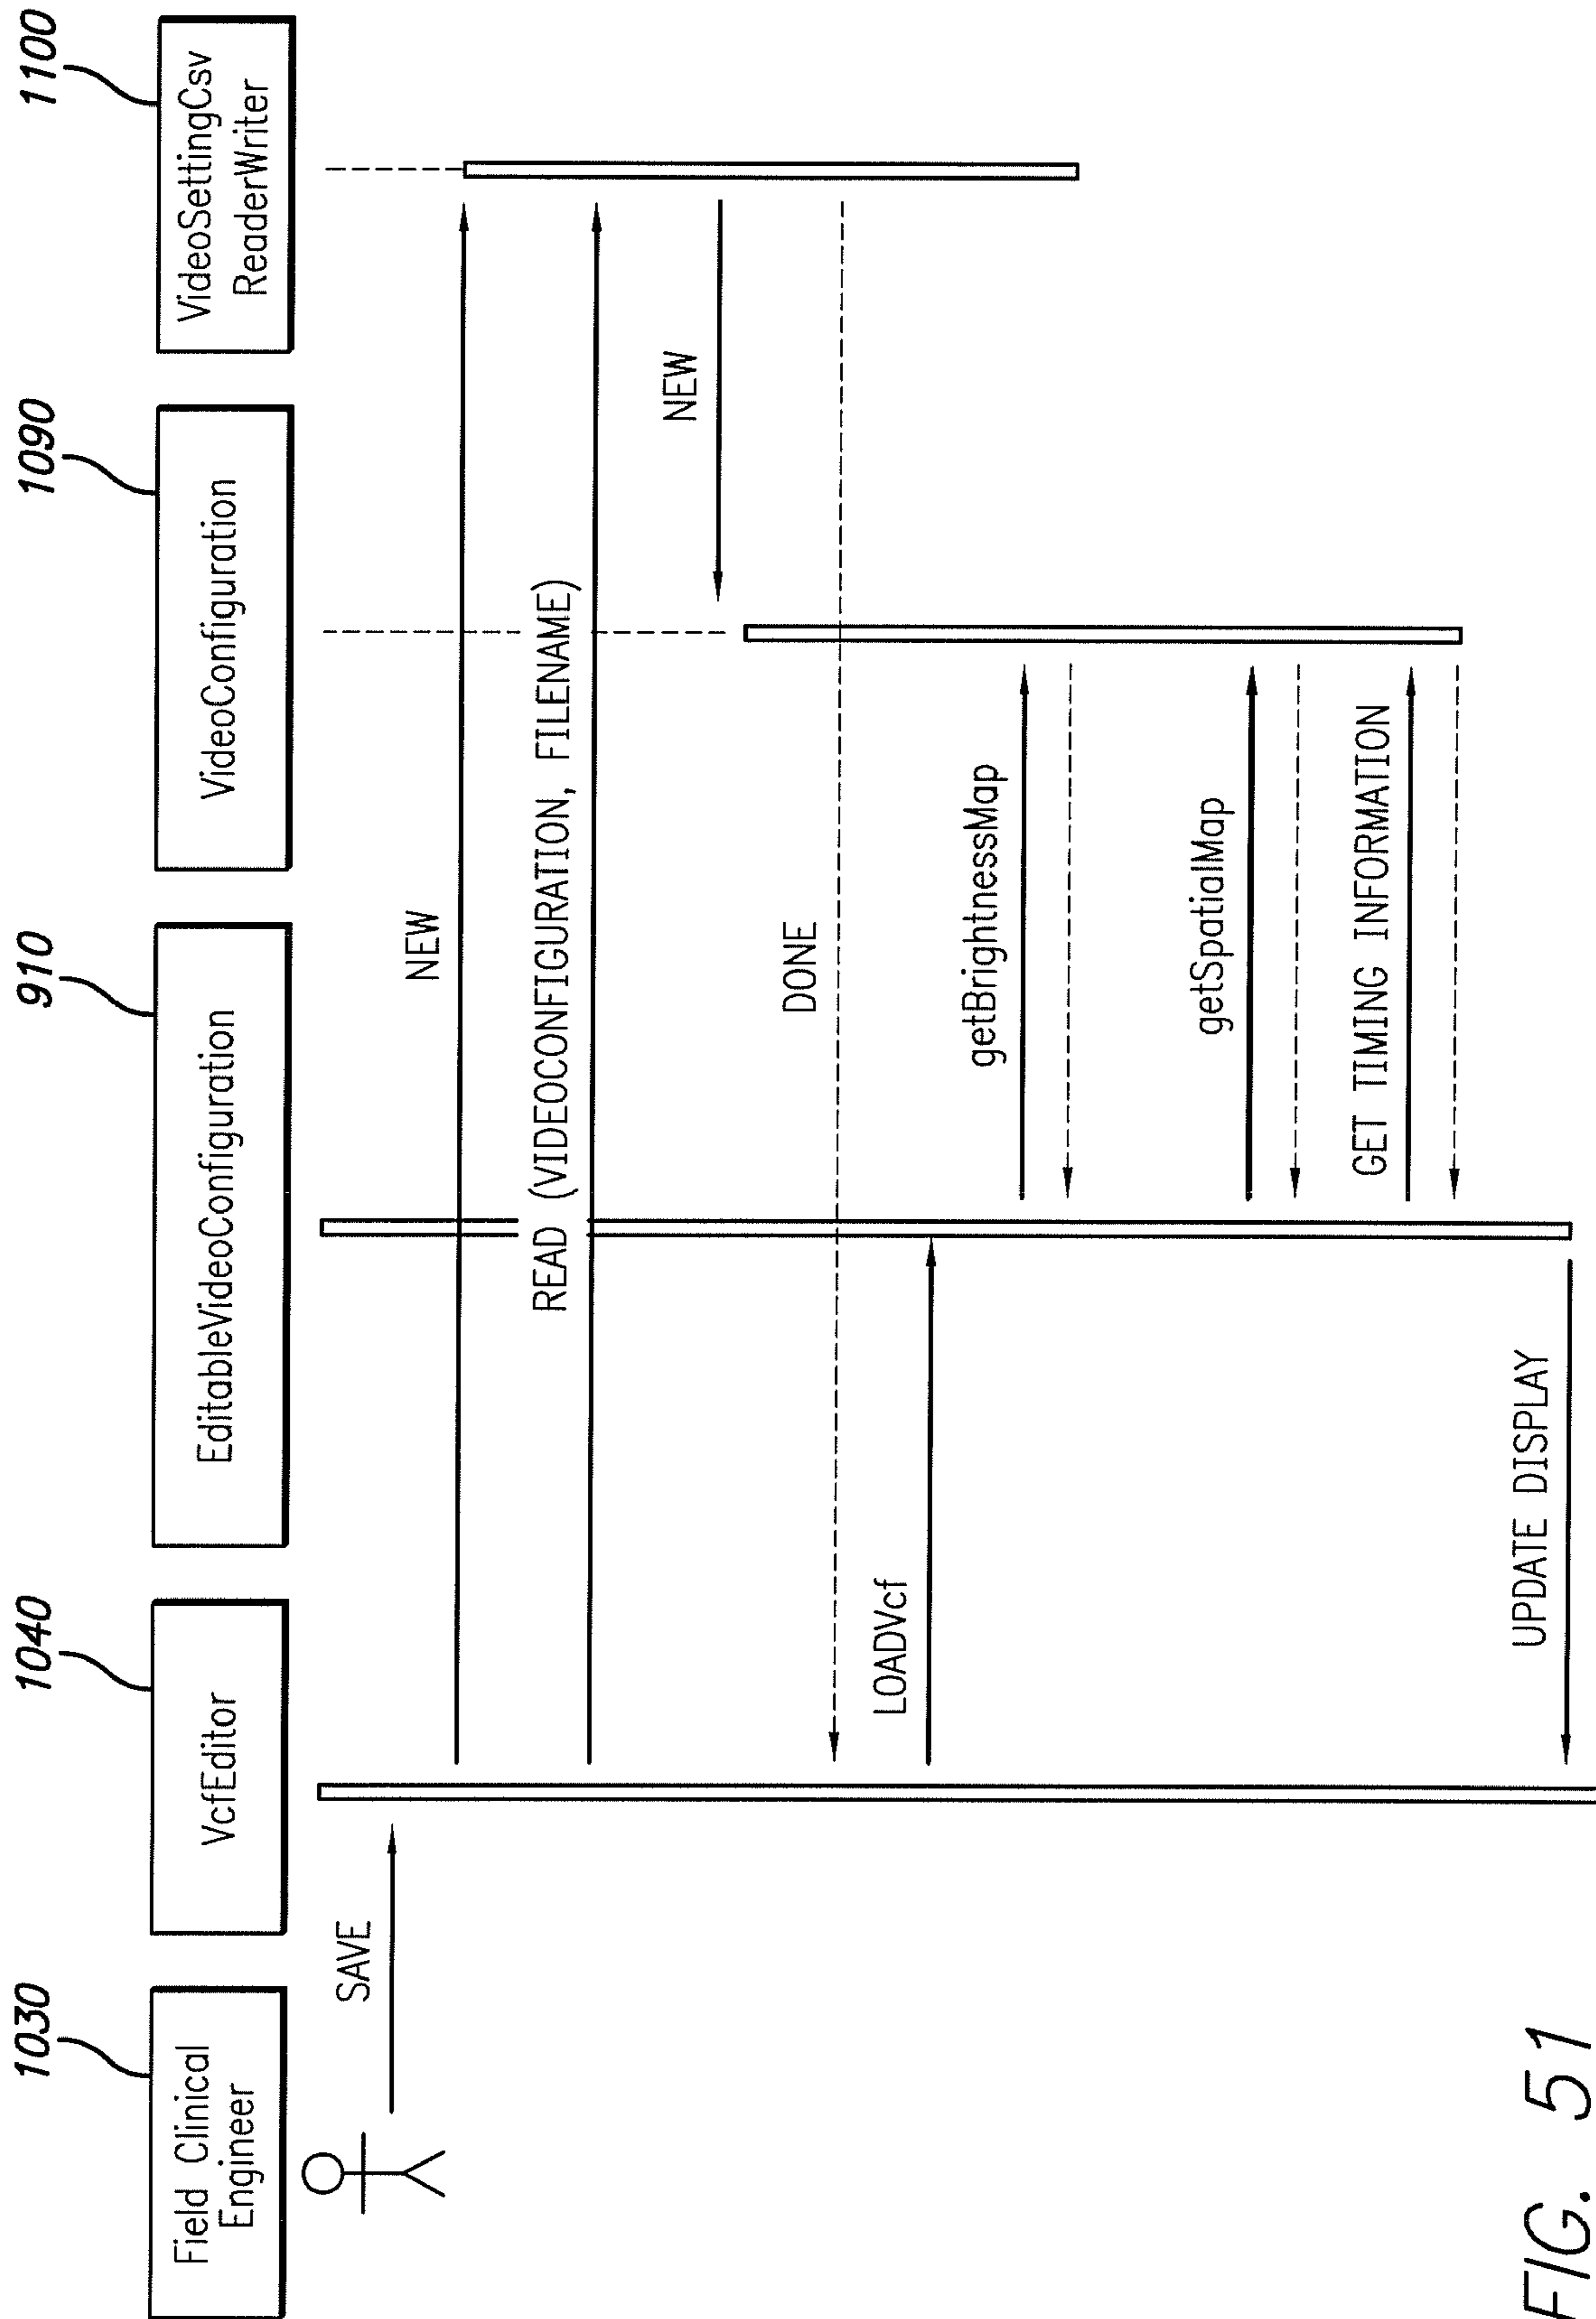 1030
1040
910
1090
1100
Field Clinical
Engineer
VcfEditor
EditableVideoConfiguration
VideoConfiguration
VideoSettingCsv
ReaderWriter
SAVE
NEW
READ (VIDEOCONFIGURATION, FILENAME)
NEW
DONE
LOADVcf
getBrightnessMap
getSpatialMap
GET TIMING INFORMATION
UPDATE DISPLAY
FIG. 51